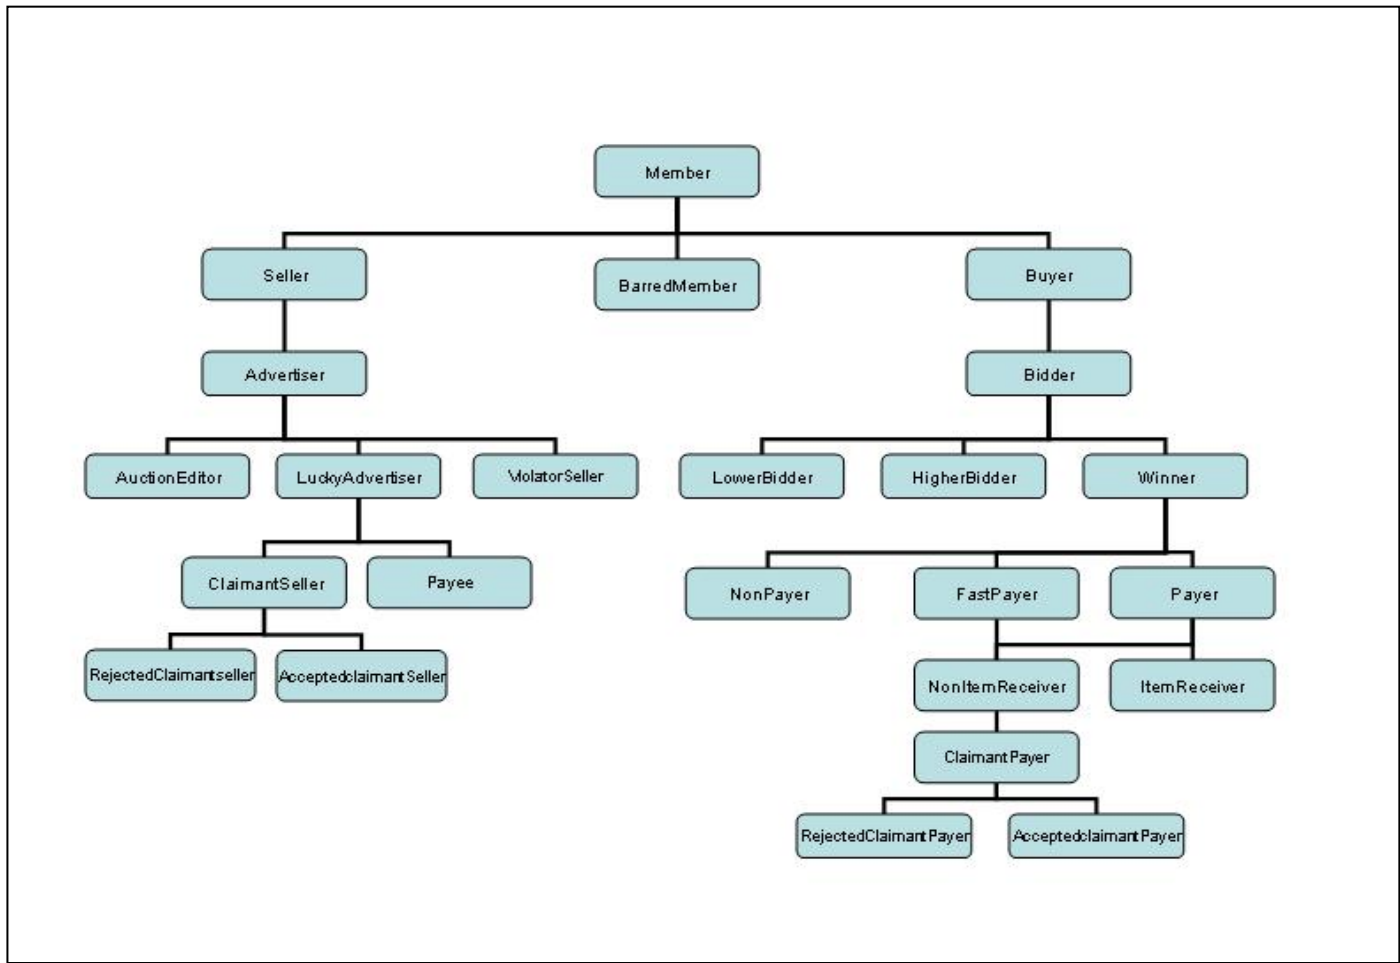 Member
Seller
BarredMember
Buyer
Advertiser
Bidder
AuctionEditor
LuckyAdvertiser
ViolatorSeller
LowerBidder
HigherBidder
Winner
ClaimantSeller
Payee
NonPayer
FastPayer
Payer
RejectedClaimantseller
AcceptedclaimantSeller
NonItemReceiver
ItemReceiver
ClaimantPayer
RejectedClaimantPayer
AcceptedclaimantPayer